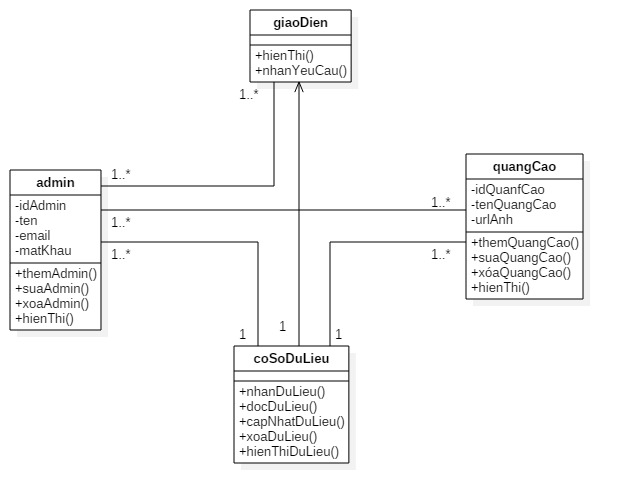 giaoDien
+hienThi()
+nhanYeuCau()
1..*
admin
-idAdmin
-ten
-email
-matKhau
+themAdmin()
+suaAdmin()
+xoaAdmin()
+hienThi()
1..*
1..*
1..*
quangCao
-idQuanfCao
-tenQuangCao
-urlAnh
+themQuangCao()
+suaQuangCao()
+xóaQuangCao()
+hienThi()
1..*
1..*
1
1
1
coSoDuLieu
+nhanDuLieu()
+docDuLieu()
+capNhatDuLieu()
+xoaDuLieu()
+hienThiDuLieu()